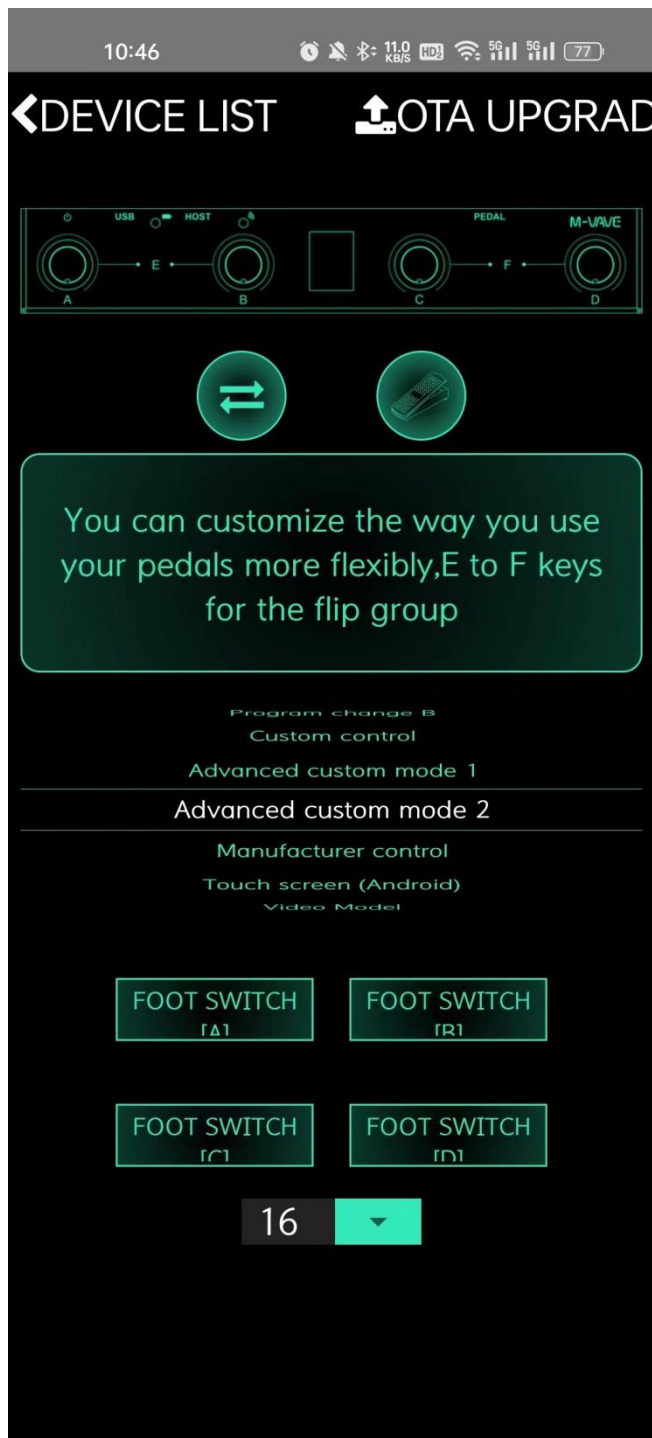 10:46
11.0 KB/S HD 5G 5G 77
DEVICE LIST OTA UPGRAD
USB HOST PEDAL M-VAVE
E F
A B C D
You can customize the way you use
your pedals more flexibly,E to F keys
for the flip group
Program change B
Custom control
Advanced custom mode 1
Advanced custom mode 2
Manufacturer control
Touch screen (Android)
Video Model
FOOT SWITCH FOOT SWITCH
[A] [B]
FOOT SWITCH FOOT SWITCH
[C] [D]
16